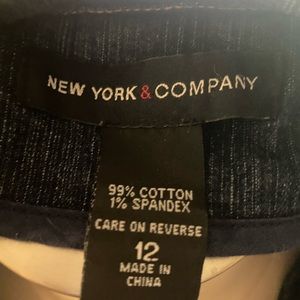 NEW YORK & COMPANY
99% COTTON
1% SPANDEX
CARE ON REVERSE
12
MADE IN
CHINA